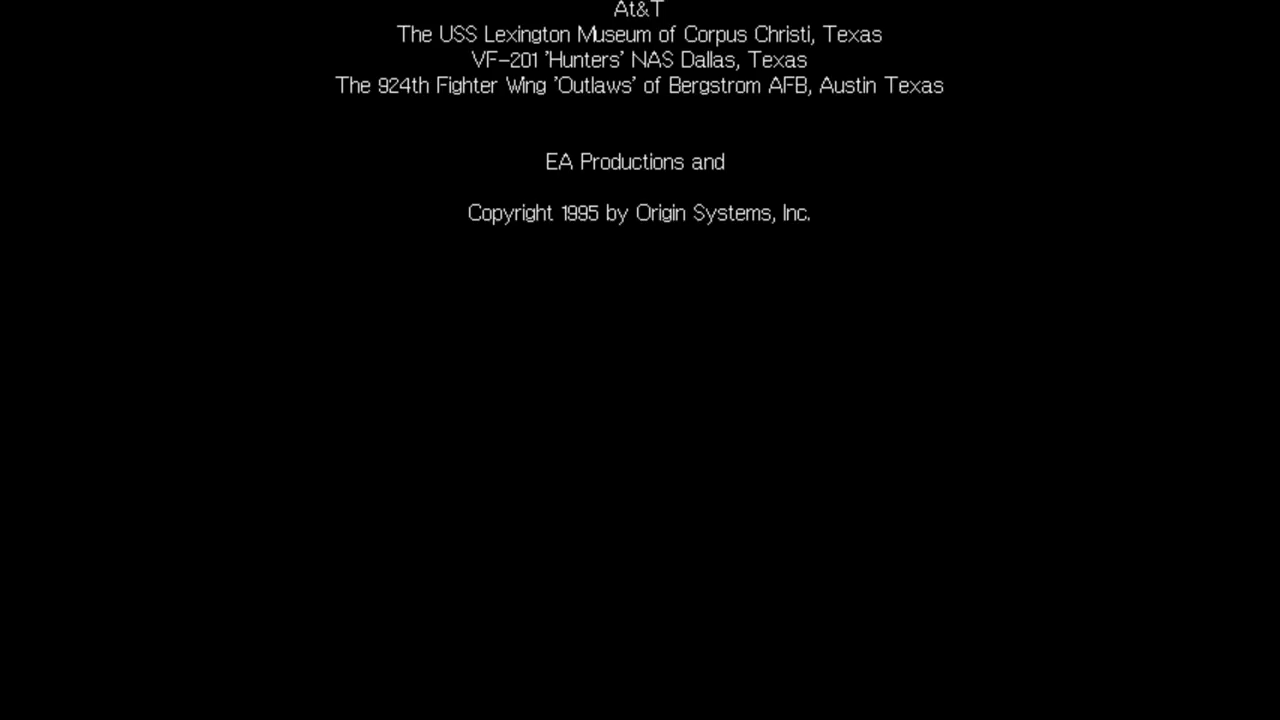 At&T
The USS Lexington Museum of Corpus Christi, Texas
VF-201 'Hunters' NAS Dallas, Texas
The 924th Fighter Wing 'Outlaws' of Bergstrom AFB, Austin Texas
EA Productions and
Copyright 1995 by Origin Systems, Inc.